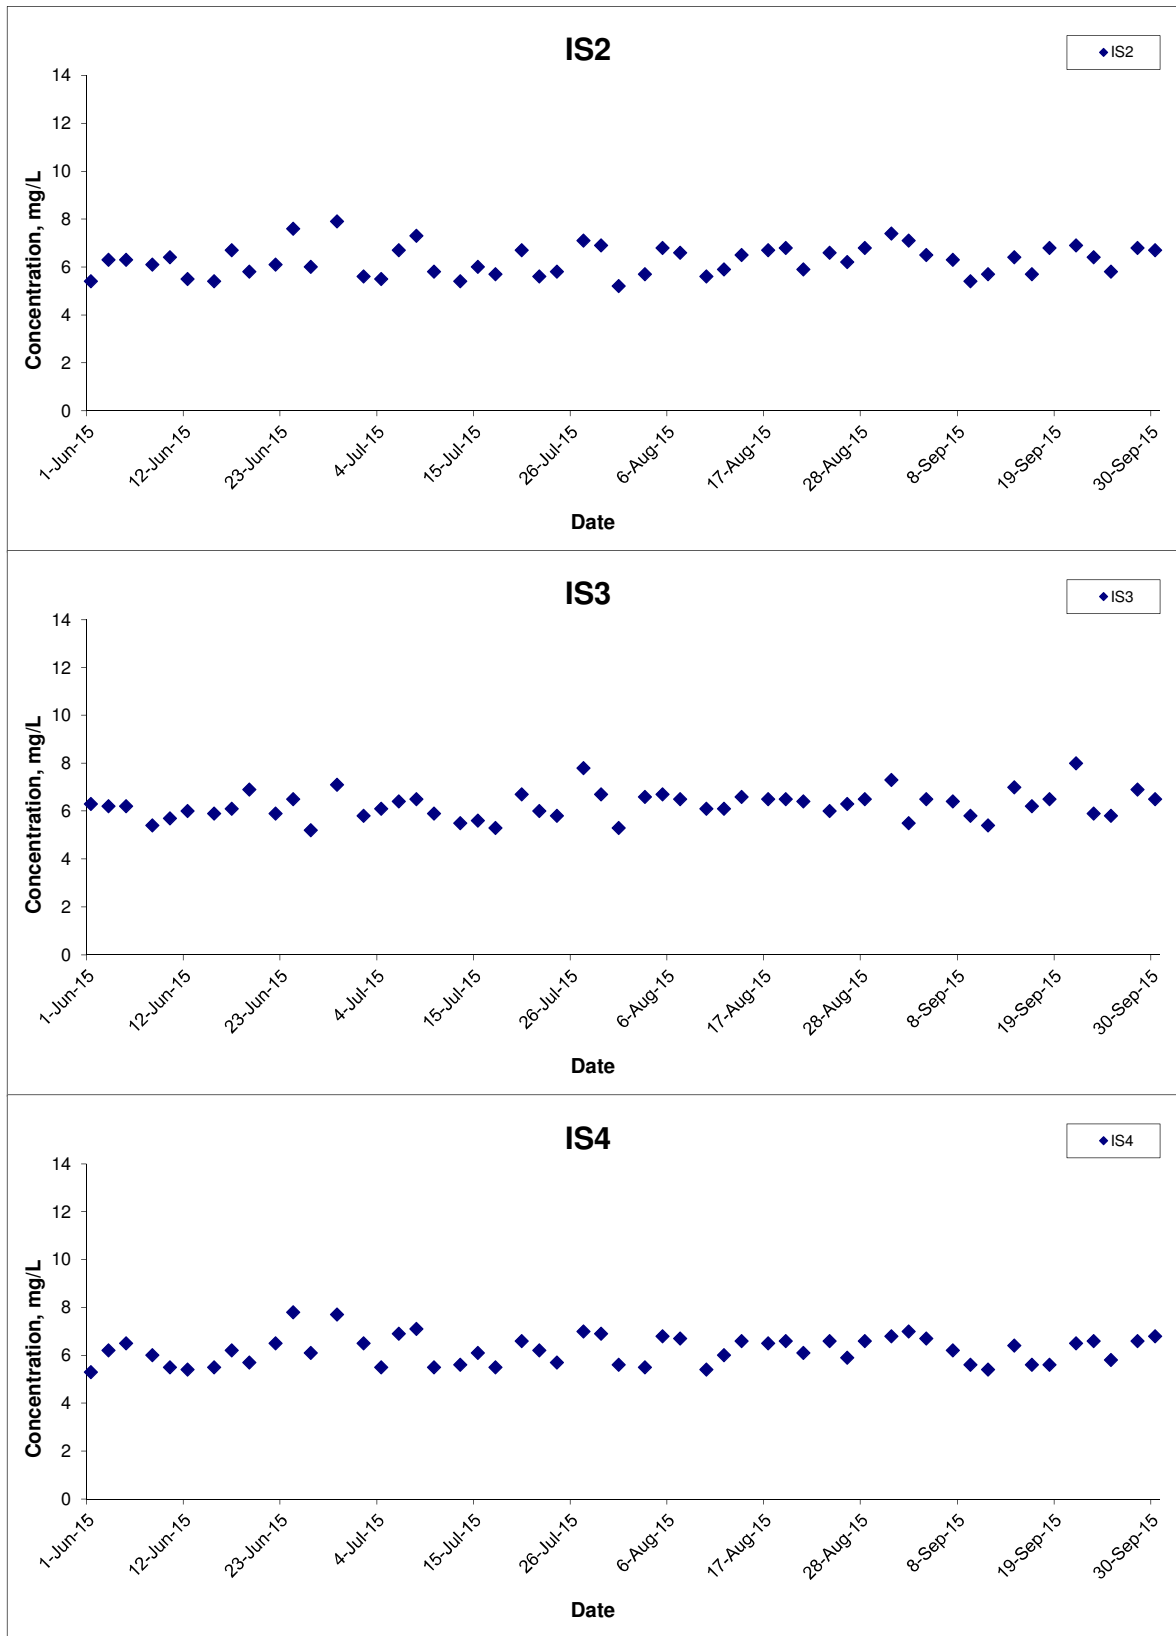 IS2
IS2
14
12
10
8
6
4
2
0
Concentration, mg/L
1-Jun-15 12-Jun-15 23-Jun-15 4-Jul-15 15-Jul-15 26-Jul-15 6-Aug-15 17-Aug-15 28-Aug-15 8-Sep-15 19-Sep-15 30-Sep-15
Date
IS3
IS3
14
12
10
8
6
4
2
0
Concentration, mg/L
1-Jun-15 12-Jun-15 23-Jun-15 4-Jul-15 15-Jul-15 26-Jul-15 6-Aug-15 17-Aug-15 28-Aug-15 8-Sep-15 19-Sep-15 30-Sep-15
Date
IS4
IS4
14
12
10
8
6
4
2
0
Concentration, mg/L
1-Jun-15 12-Jun-15 23-Jun-15 4-Jul-15 15-Jul-15 26-Jul-15 6-Aug-15 17-Aug-15 28-Aug-15 8-Sep-15 19-Sep-15 30-Sep-15
Date